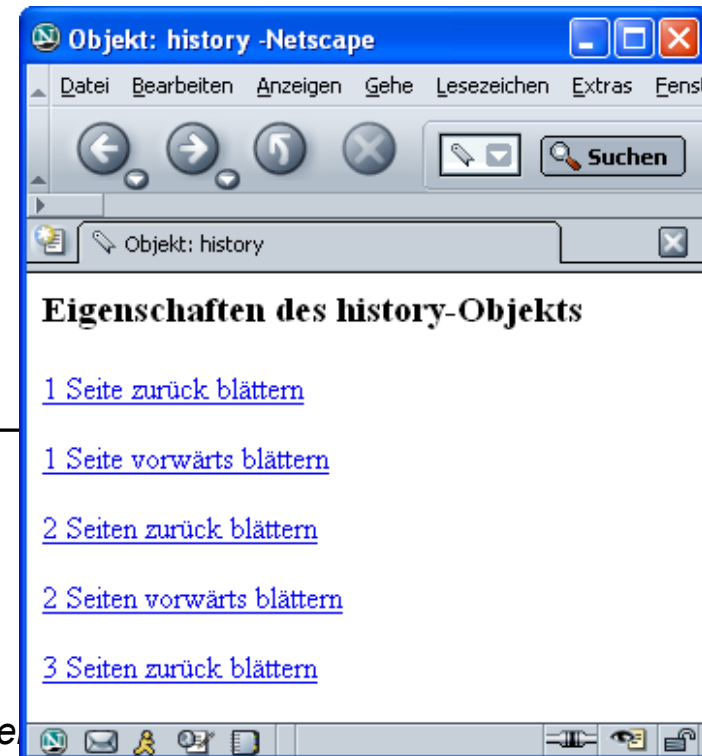 Objekt: history -Netscape
Datei Bearbeiten Anzeigen Gehe Lesezeichen Extras Fenst
Suchen
Objekt: history
Eigenschaften des history-Objekts
1 Seite zurück blättern
1 Seite vorwärts blättern
2 Seiten zurück blättern
2 Seiten vorwärts blättern
3 Seiten zurück blättern